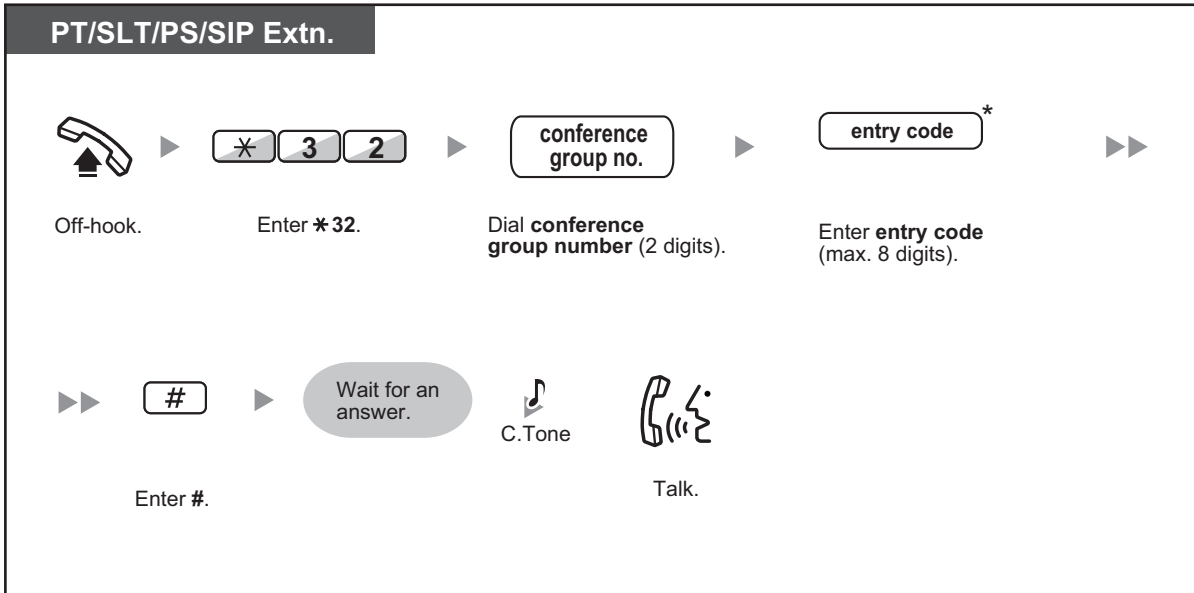 PT/SLT/PS/SIP Extn.
* 3 2
conference
group no.
entry code *
Off-hook.
Enter *32.
Dial conference
group number (2 digits).
Enter entry code
(max. 8 digits).
#
Wait for an
answer.
C.Tone
Enter #.
Talk.